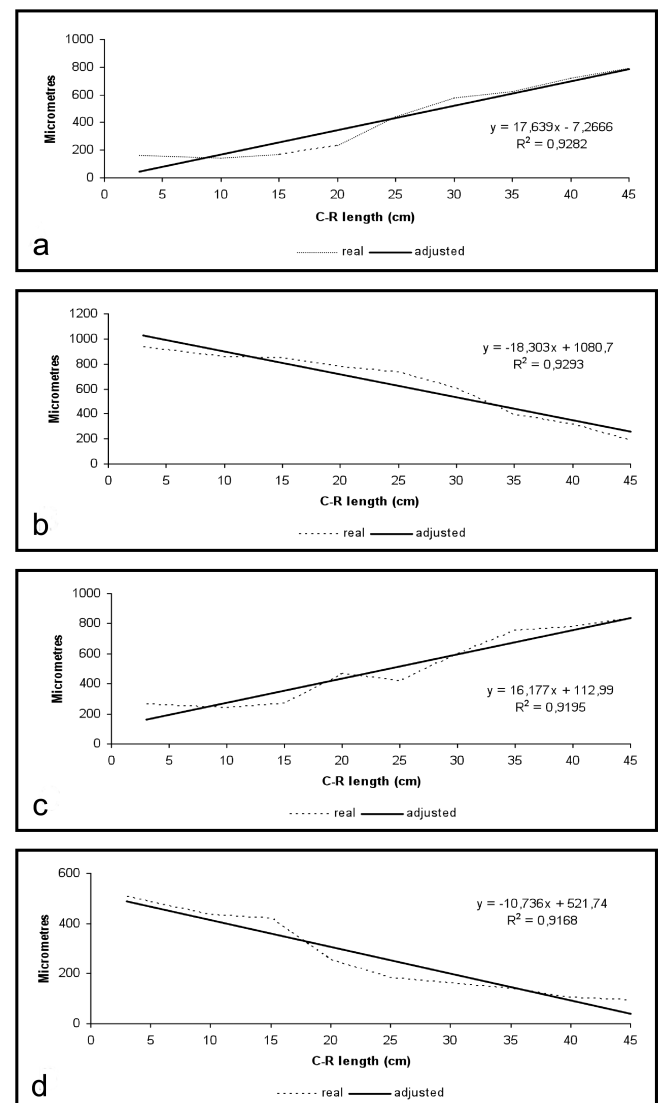 1000
800
600
400
200
0
Micrometres
y = 17,639x - 7,2666
R² = 0,9282
0 5 10 15 20 25 30 35 40 45
C-R length (cm)
real adjusted
a
1200
1000
800
600
400
200
0
Micrometres
y = -18,303x + 1080,7
R² = 0,9293
0 5 10 15 20 25 30 35 40 45
C-R length (cm)
real adjusted
b
1000
800
600
400
200
0
Micrometres
y = 16,177x + 112,99
R² = 0,9195
0 5 10 15 20 25 30 35 40 45
C-R length (cm)
real adjusted
c
600
400
200
0
Micrometres
y = -10,736x + 521,74
R² = 0,9168
0 5 10 15 20 25 30 35 40 45
C-R length (cm)
real adjusted
d